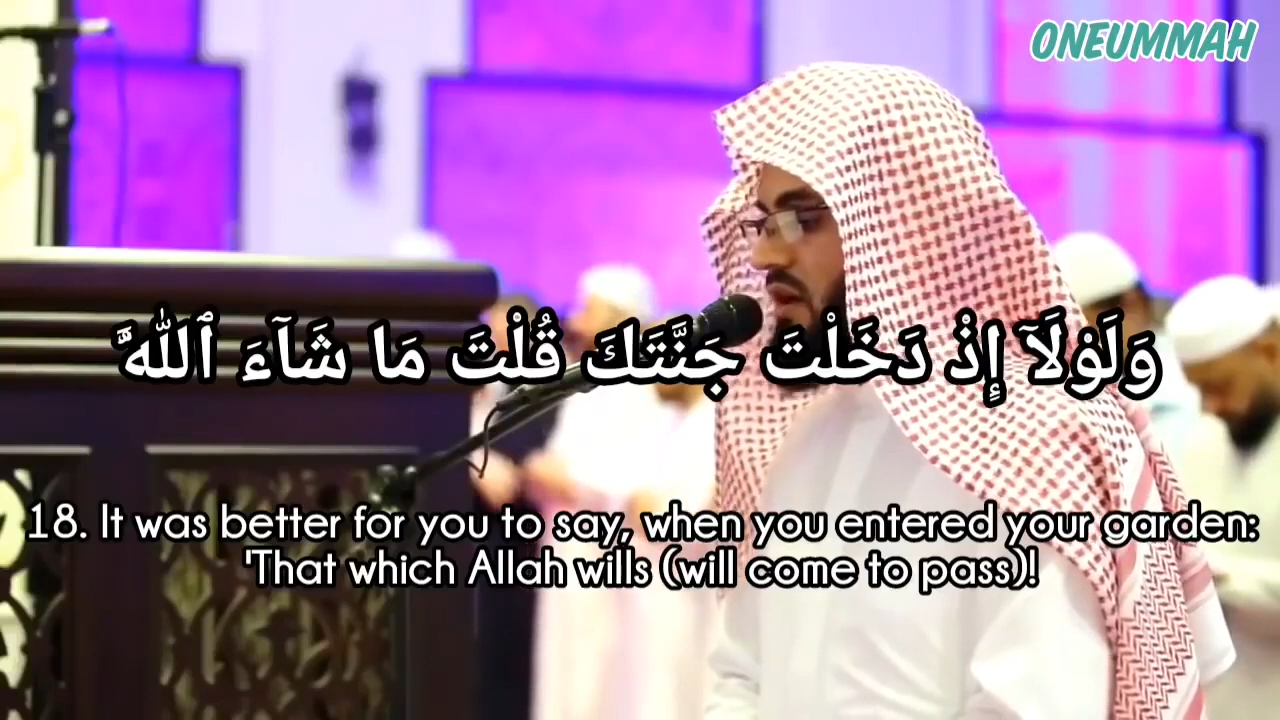 ONEUMMAH
وَلَوْلَآ إِذْ دَخَلْتَ جَنَّتَكَ قُلْتَ مَا شَآءَ ٱللَّهُ
18. It was better for you to say, when you entered your garden:
'That which Allah wills (will come to pass)!